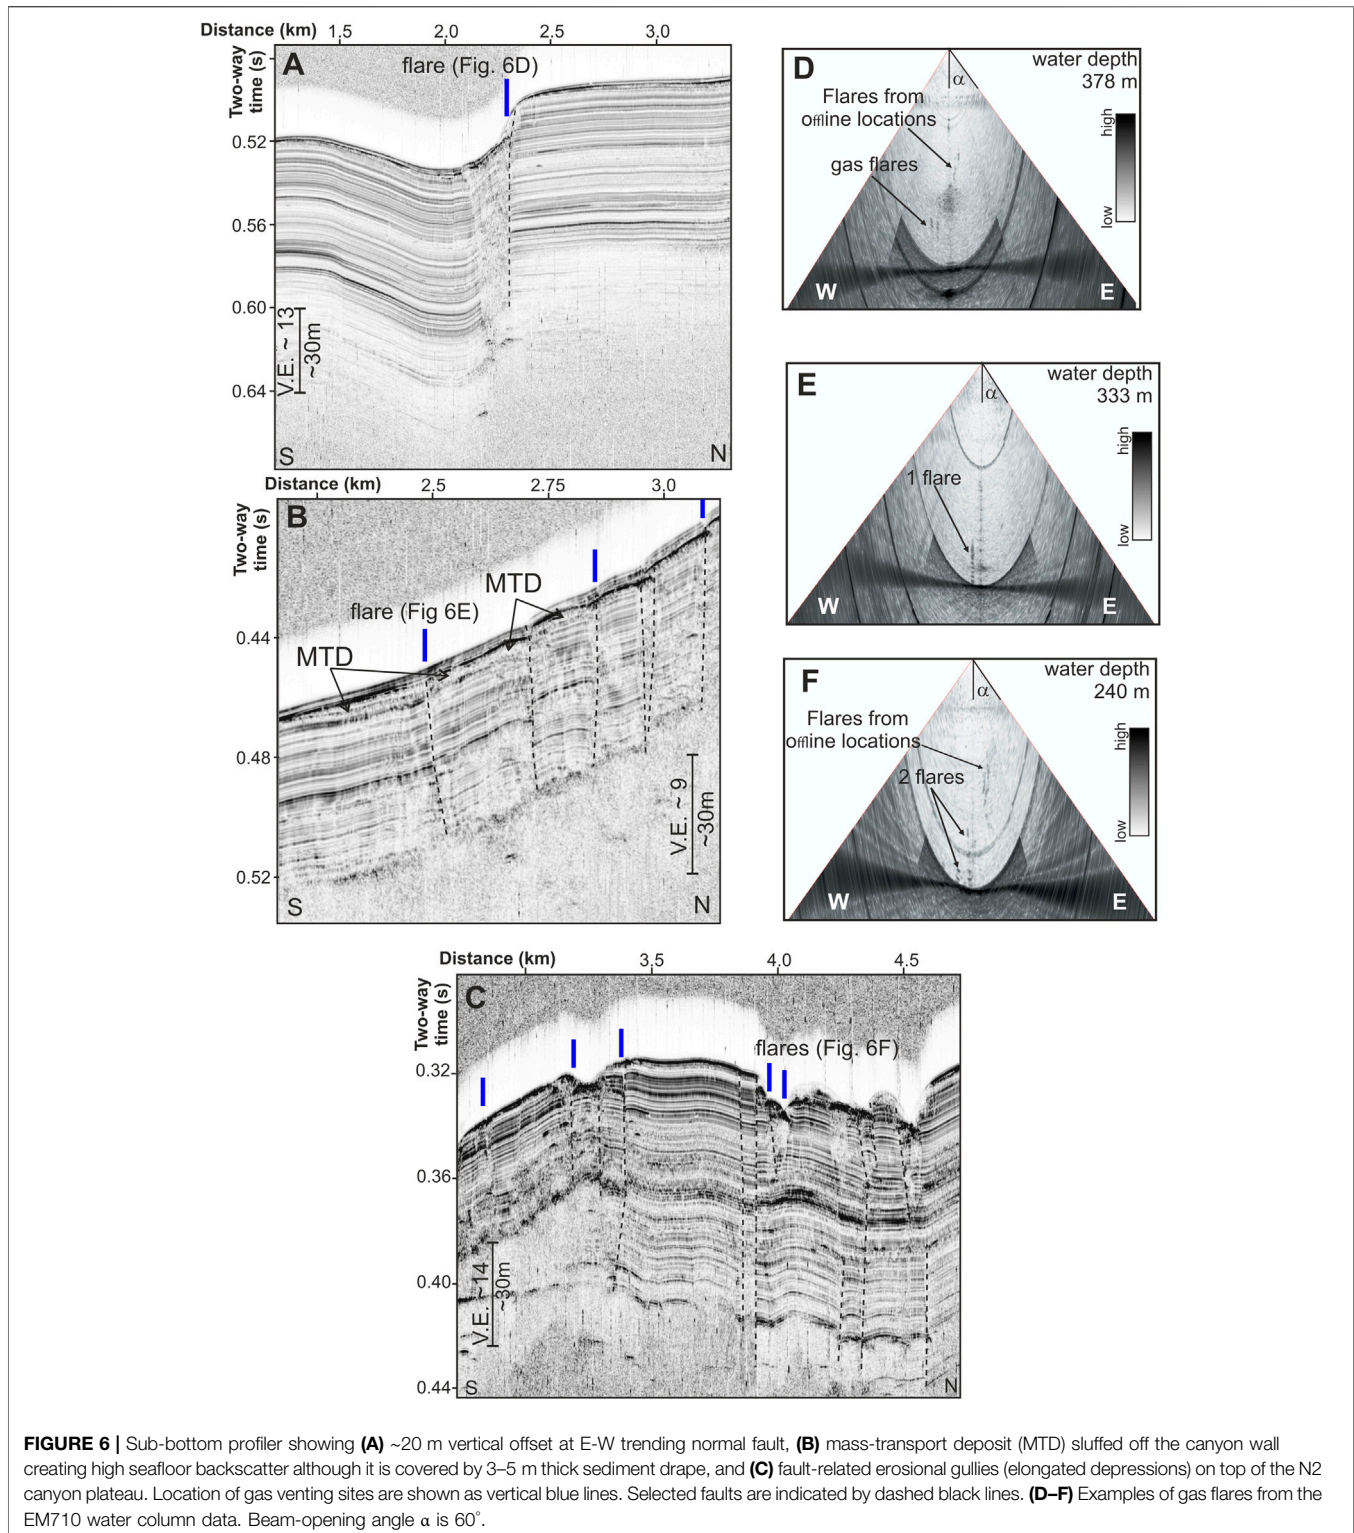 Distance (km) 1.5 2.0 2.5 3.0
Two-way
time (s)
A
flare (Fig. 6D)
0.52
0.56
0.60
0.64
V.E. ~ 13
~30m
S N
D
water depth
378 m
α
Flares from
offline locations
gas flares
high
low
W E
Distance (km) 2.5 2.75 3.0
Two-way
time (s)
B
MTD
flare (Fig 6E)
MTD
0.44
0.48
0.52
V.E. ~ 9
~30m
S N
E
water depth
333 m
α
1 flare
high
low
W E
F
water depth
240 m
α
Flares from
offline locations
2 flares
high
low
W E
Distance (km) 3.5 4.0 4.5
Two-way
time (s)
C
flares (Fig. 6F)
0.32
0.36
0.40
0.44
V.E. ~14
~30m
S N
FIGURE 6 | Sub-bottom profiler showing (A) ~20 m vertical offset at E-W trending normal fault, (B) mass-transport deposit (MTD) sluffed off the canyon wall
creating high seafloor backscatter although it is covered by 3–5 m thick sediment drape, and (C) fault-related erosional gullies (elongated depressions) on top of the N2
canyon plateau. Location of gas venting sites are shown as vertical blue lines. Selected faults are indicated by dashed black lines. (D–F) Examples of gas flares from the
EM710 water column data. Beam-opening angle α is 60°.